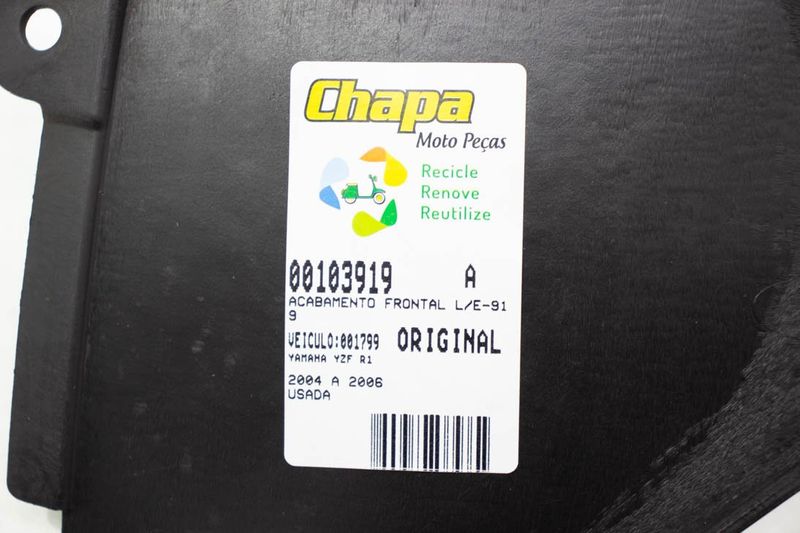 Chapa
Moto Peças
Recicle
Renove
Reutilize
00103919 A
ACABAMENTO FRONTAL L/E-91
9
VEICULO:001799 ORIGINAL
YAMAHA YZF R1
2004 A 2006
USADA